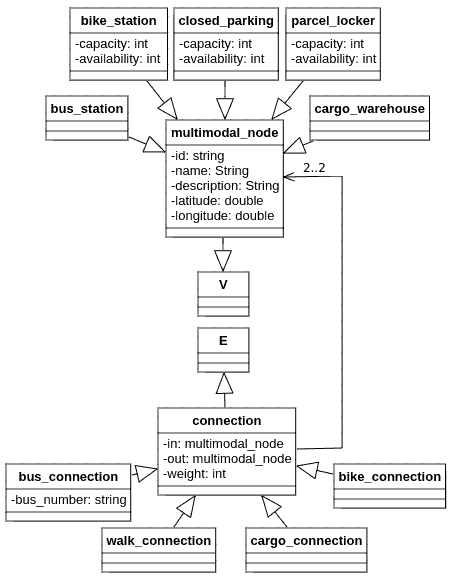 bike_station
-capacity: int
-availability: int
closed_parking
-capacity: int
-availability: int
parcel_locker
-capacity: int
-availability: int
bus_station
cargo_warehouse
multimodal_node
-id: string
-name: String
-description: String
-latitude: double
-longitude: double
2..2
V
E
connection
-in: multimodal_node
-out: multimodal_node
-weight: int
bus_connection
-bus_number: string
bike_connection
walk_connection
cargo_connection